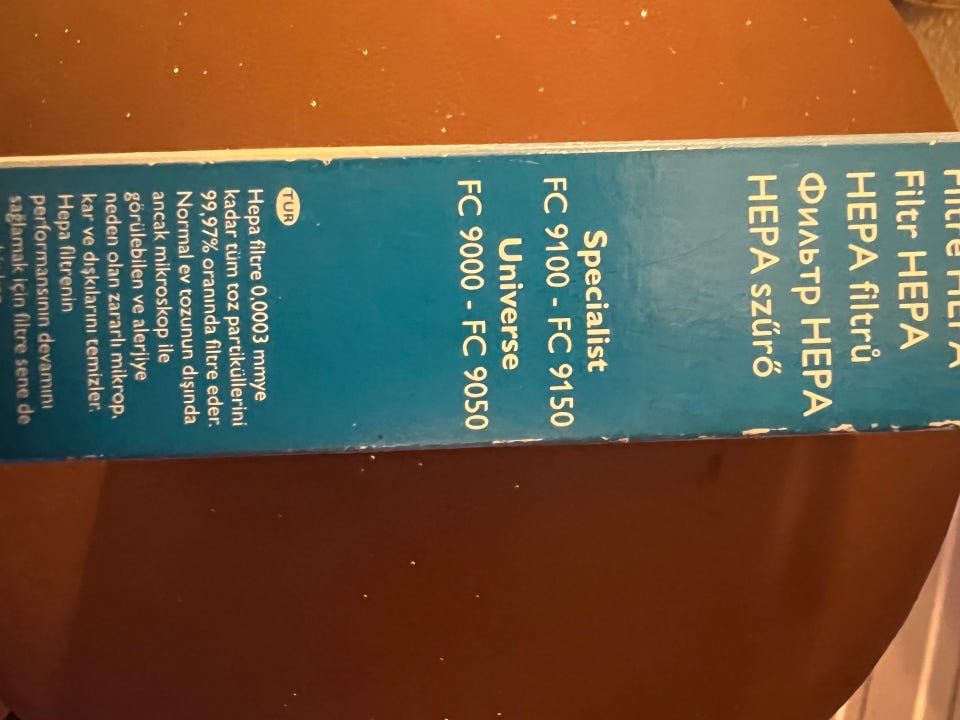 Filtre HEPA
Filtr HEPA
HEPA filtrů
Фильтр HEPA
HEPA szűrő
Specialist
FC 9100 - FC 9150
Universe
FC 9000 - FC 9050
TUR
Hepa filtre 0,0003 mmye
kadar tüm toz partiküllerini
99,97% oranında filtre eder.
Normal ev tozunun dışında
ancak mikroskop ile
görülebilen ve alerjiye
neden olan zararlı mikrop,
kar ve dışkılarını temizler.
Hepa filtrenin
performansının devamını
sağlamak için filtre sene de